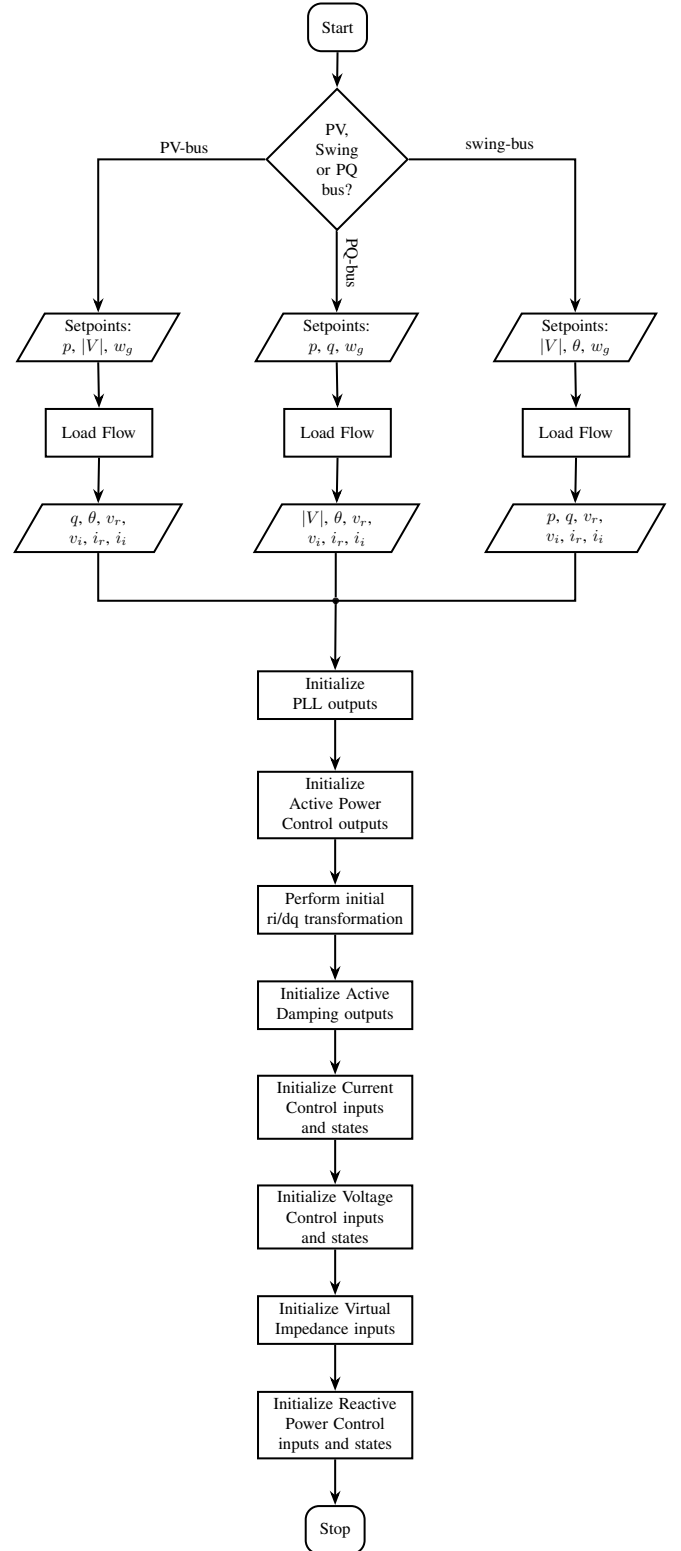 Start
PV,
Swing
or PQ
bus?
PV-bus
swing-bus
PQ-bus
Setpoints:
p, |V|, w_g
Setpoints:
p, q, w_g
Setpoints:
|V|, θ, w_g
Load Flow
Load Flow
Load Flow
q, θ, v_r,
v_i, i_r, i_i
|V|, θ, v_r,
v_i, i_r, i_i
p, q, v_r,
v_i, i_r, i_i
Initialize
PLL outputs
Initialize
Active Power
Control outputs
Perform initial
ri/dq transformation
Initialize Active
Damping outputs
Initialize Current
Control inputs
and states
Initialize Voltage
Control inputs
and states
Initialize Virtual
Impedance inputs
Initialize Reactive
Power Control
inputs and states
Stop